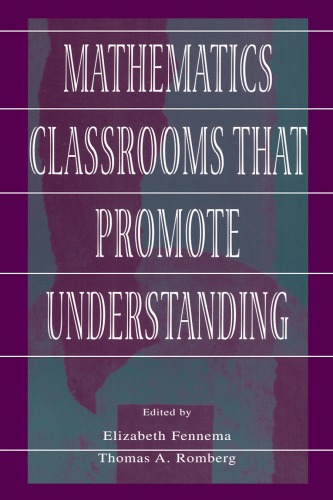 MATHEMATICS
CLASSROOMS THAT
PROMOTE
UNDERSTANDING
Edited by
Elizabeth Fennema
Thomas A. Romberg